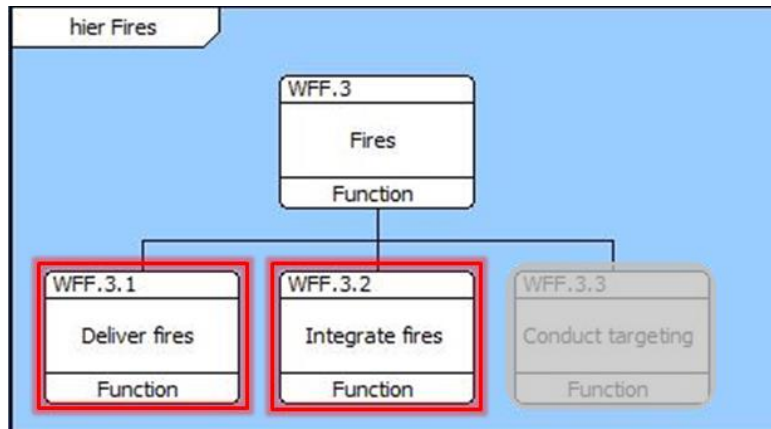 hier Fires
WFF.3
Fires
Function
WFF.3.1
Deliver fires
Function
WFF.3.2
Integrate fires
Function
WFF.3.3
Conduct targeting
Function